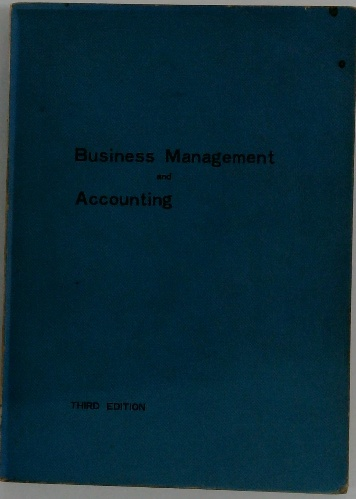 Business Management
and
Accounting
THIRD EDITION